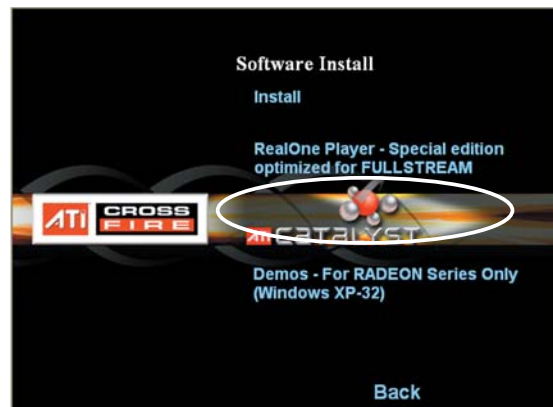 Software Install
Install
RealOne Player - Special edition
optimized for FULLSTREAM
ATI CROSS
FIRE
ATI CATALYST
Demos - For RADEON Series Only
(Windows XP-32)
Back